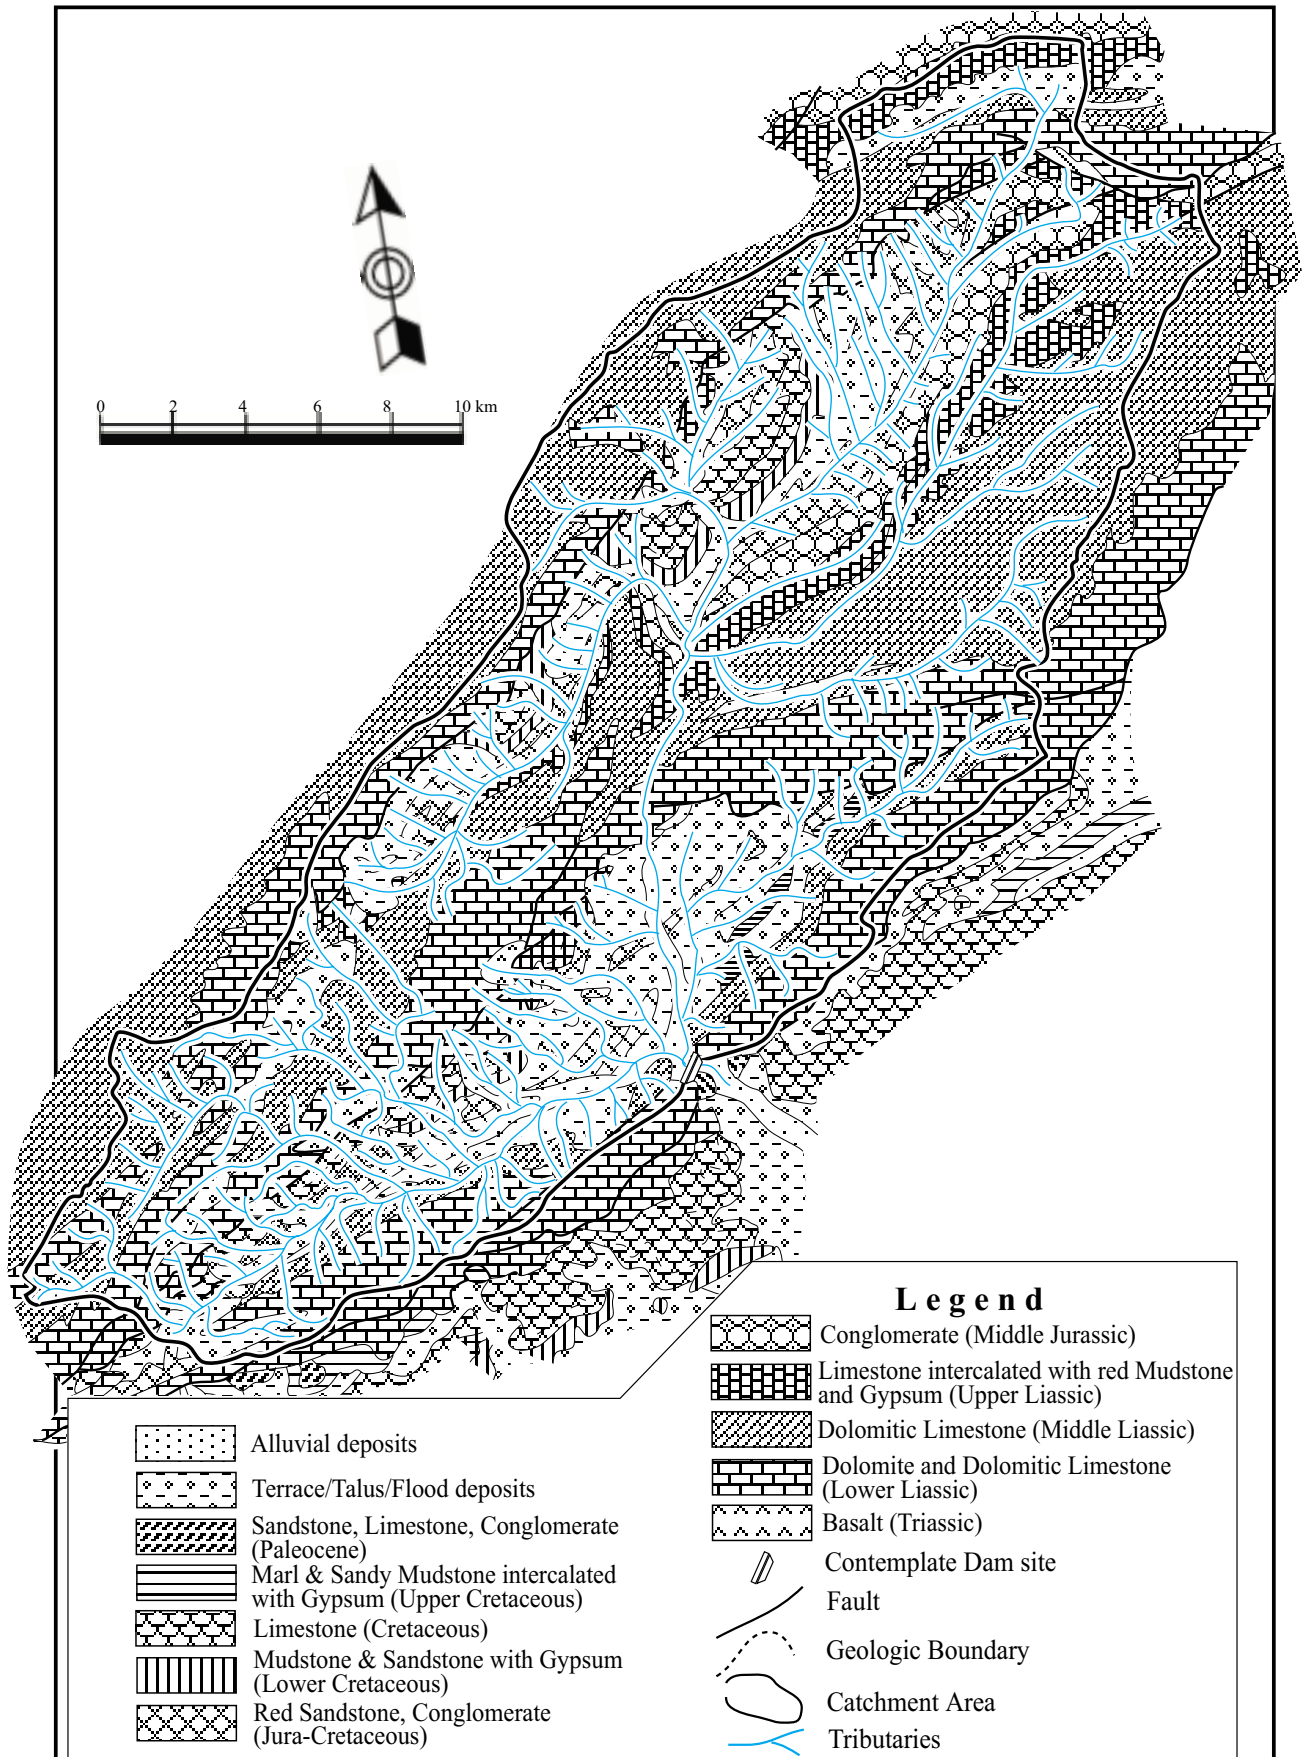 0 2 4 6 8 10 km
Legend
Conglomerate (Middle Jurassic)
Limestone intercalated with red Mudstone
and Gypsum (Upper Liassic)
Dolomitic Limestone (Middle Liassic)
Dolomite and Dolomitic Limestone
(Lower Liassic)
Basalt (Triassic)
Contemplate Dam site
Fault
Geologic Boundary
Catchment Area
Tributaries
Alluvial deposits
Terrace/Talus/Flood deposits
Sandstone, Limestone, Conglomerate
(Paleocene)
Marl & Sandy Mudstone intercalated
with Gypsum (Upper Cretaceous)
Limestone (Cretaceous)
Mudstone & Sandstone with Gypsum
(Lower Cretaceous)
Red Sandstone, Conglomerate
(Jura-Cretaceous)